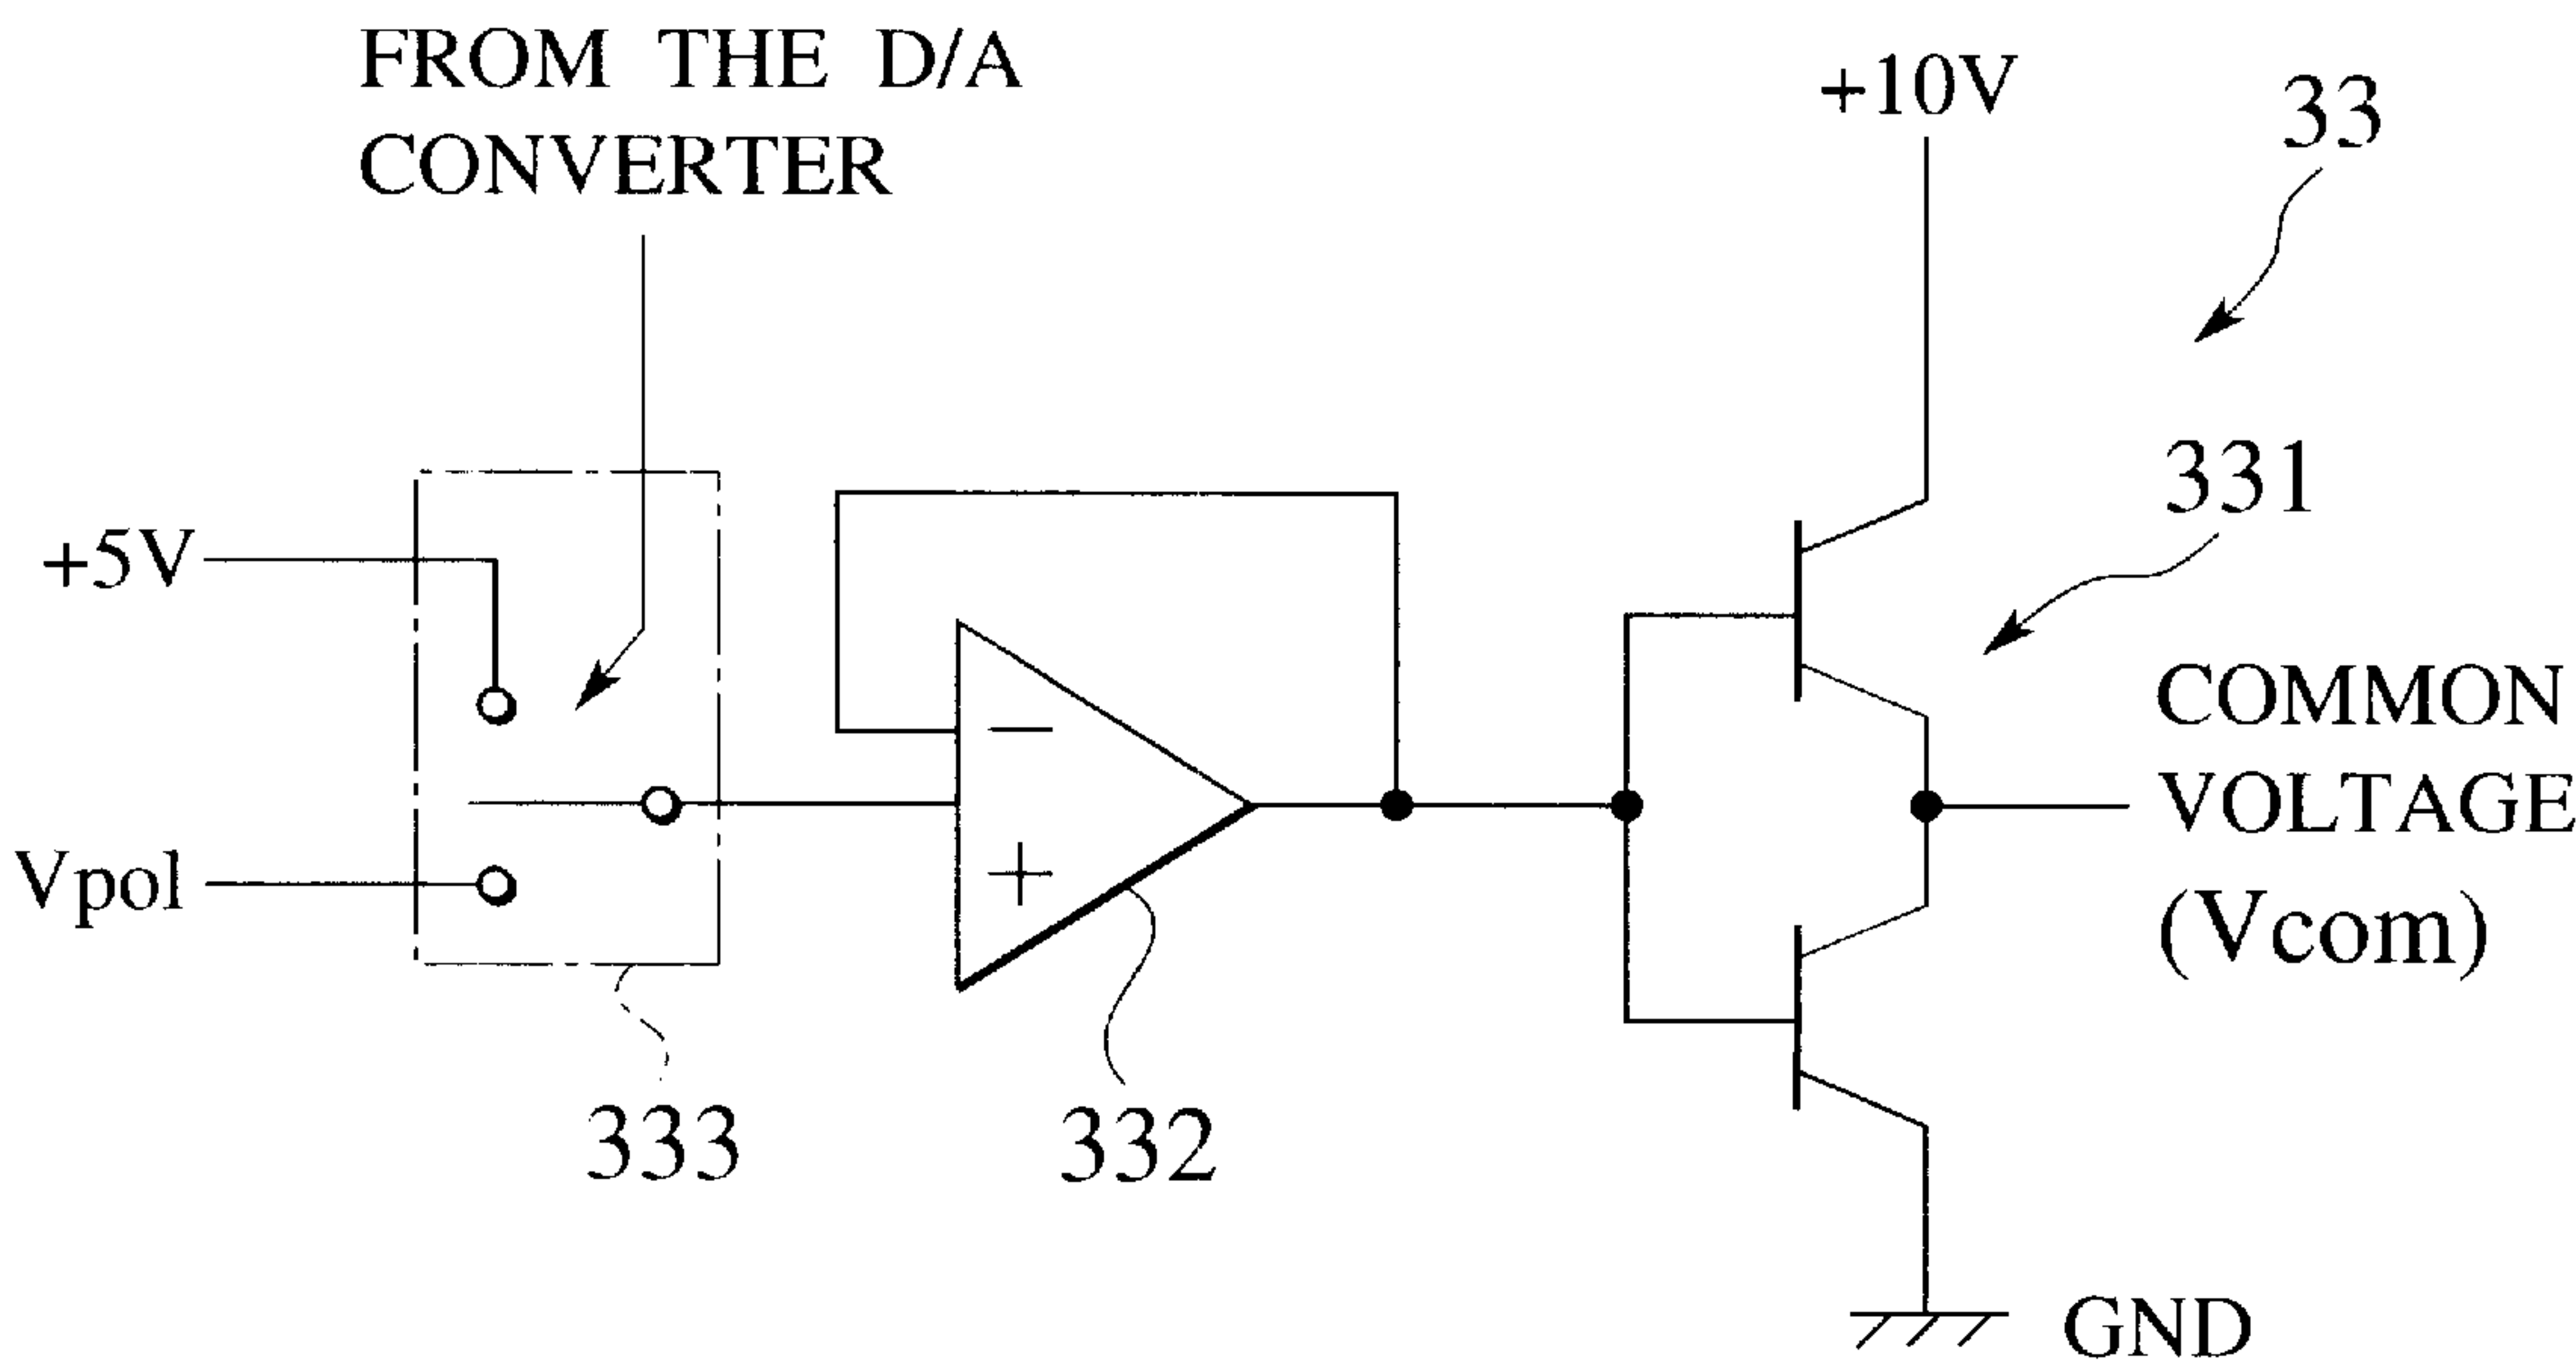 FROM THE D/A
CONVERTER
+10V
33
331
+5V
−
COMMON
VOLTAGE
(Vcom)
+
Vpol
333
332
GND